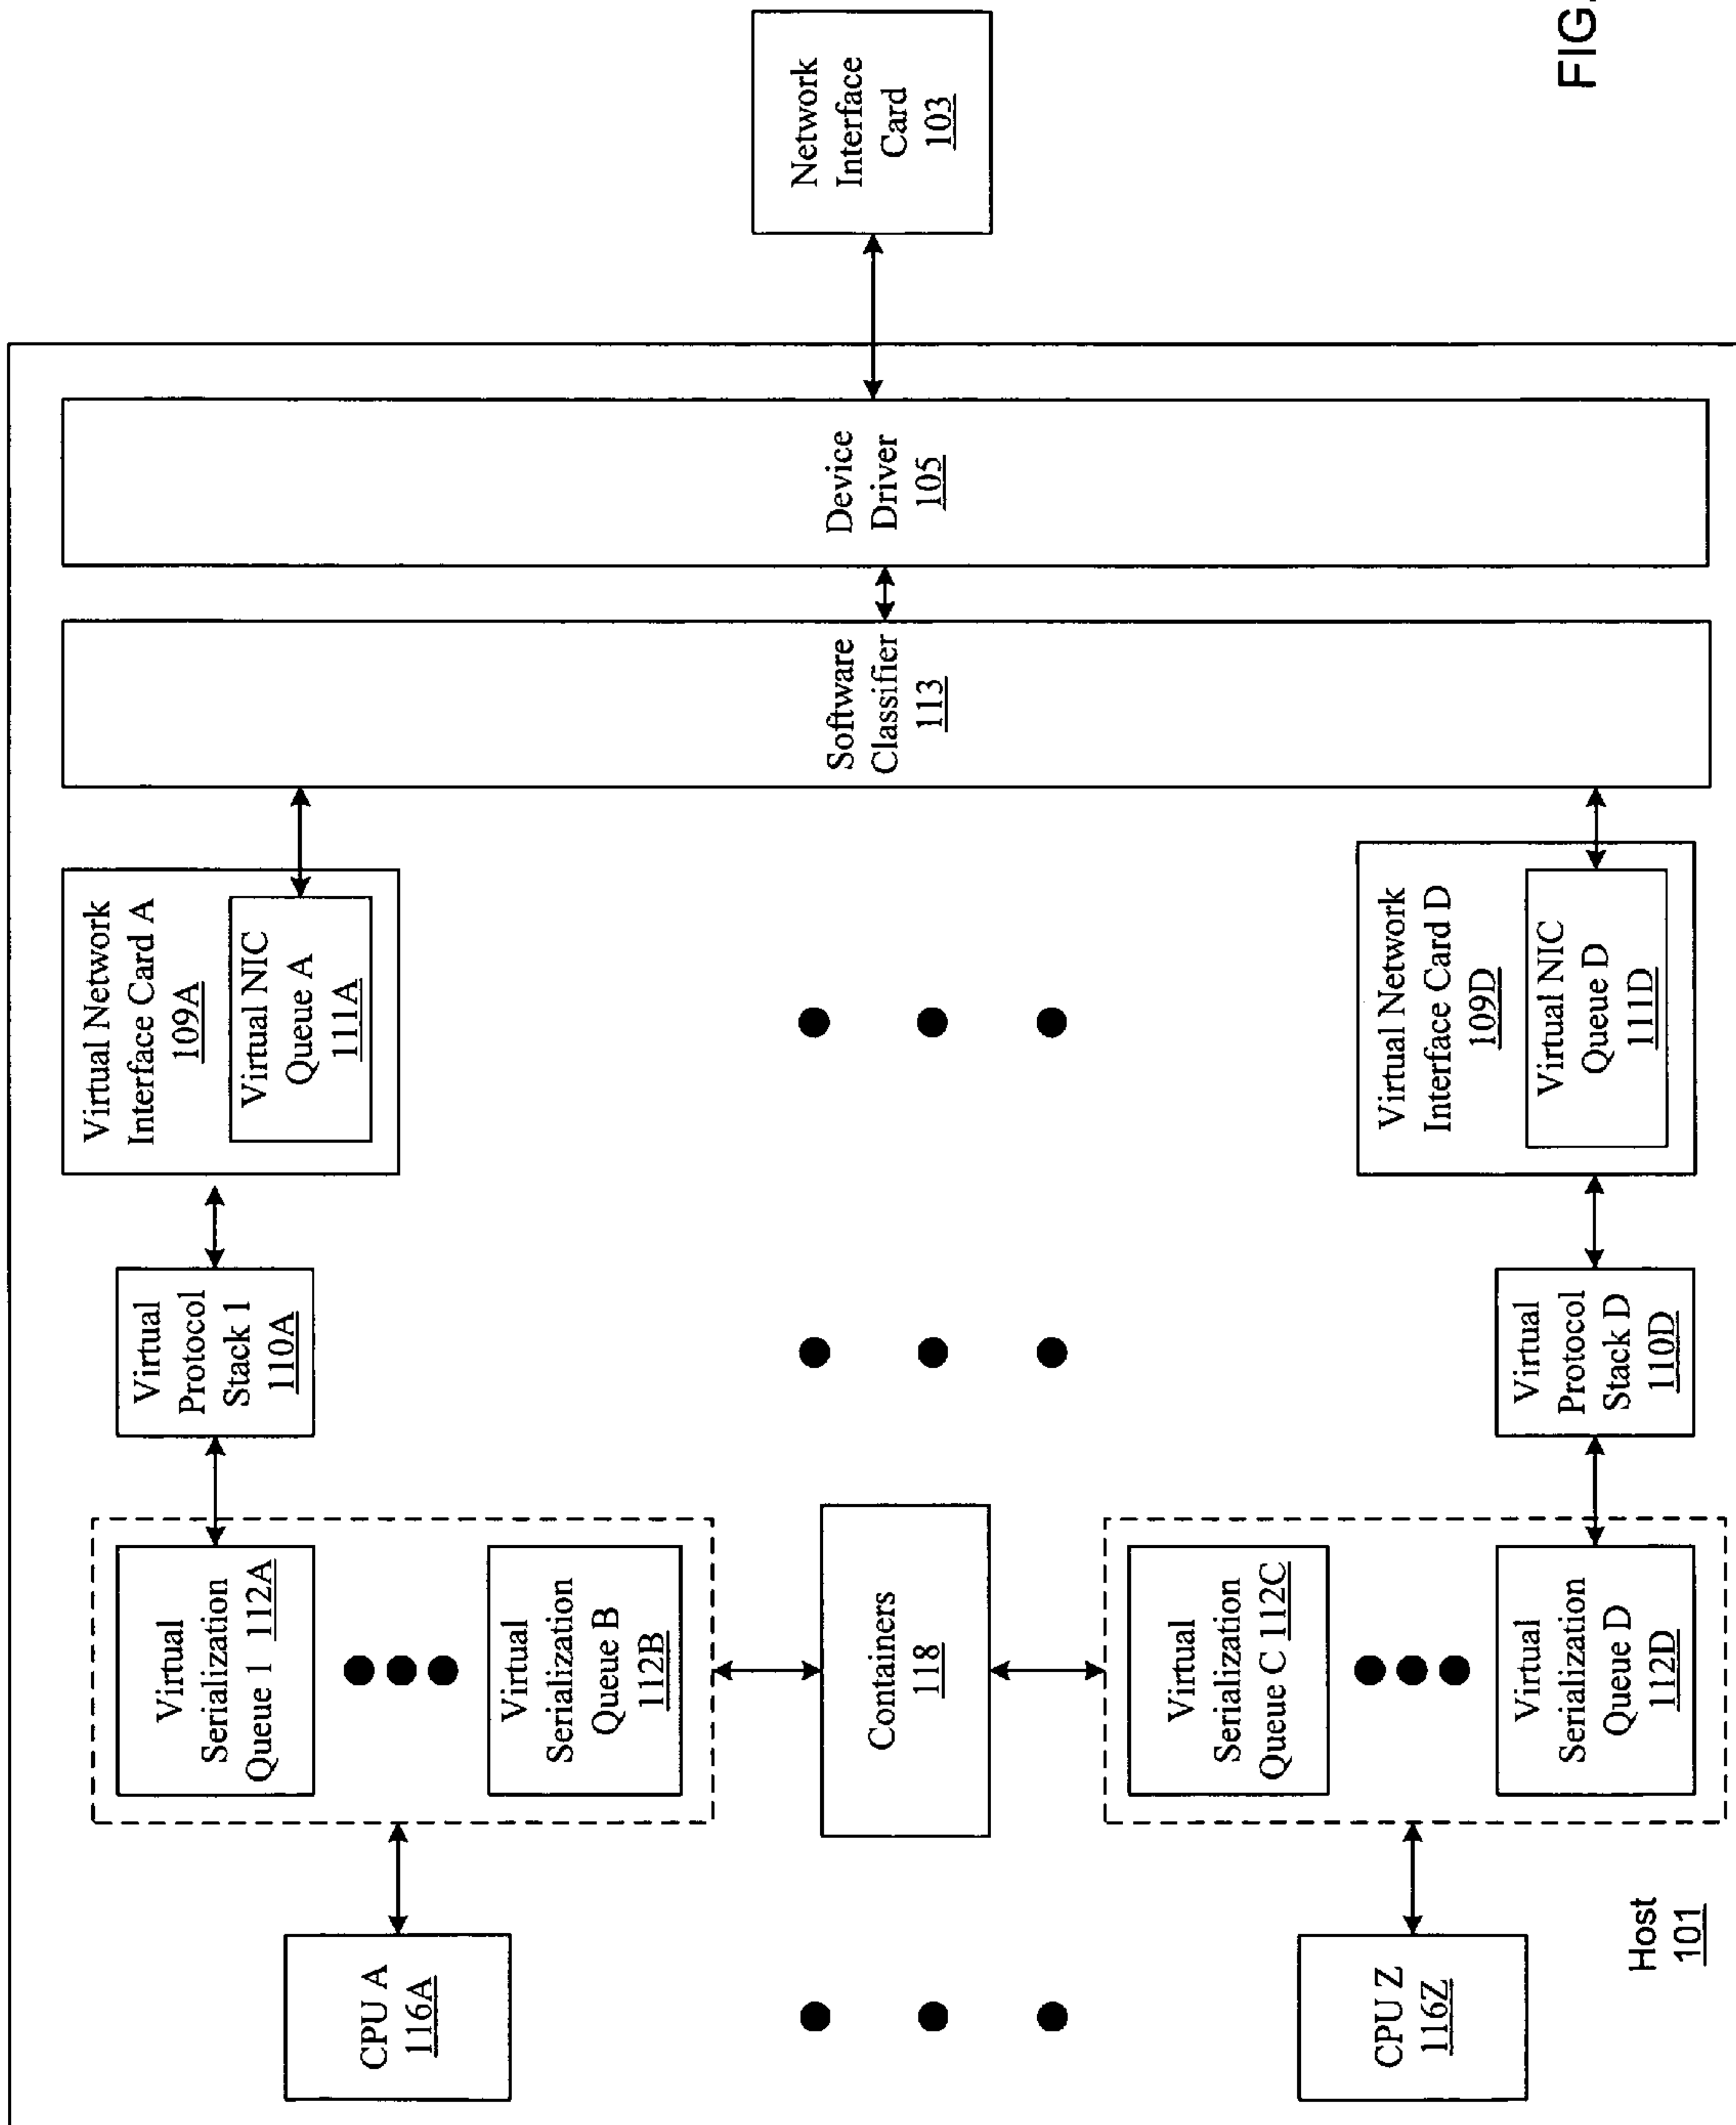 CPU A
116A
CPU Z
116Z
Host
101
Virtual
Serialization
Queue 1 112A
Virtual
Serialization
Queue B
112B
Containers
118
Virtual
Serialization
Queue C 112C
Virtual
Serialization
Queue D
112D
Virtual
Protocol
Stack 1
110A
Virtual
Protocol
Stack D
110D
Virtual Network
Interface Card A
109A
Virtual NIC
Queue A
111A
Virtual Network
Interface Card D
109D
Virtual NIC
Queue D
111D
Software
Classifier
113
Device
Driver
105
Network
Interface
Card
103
FIG.